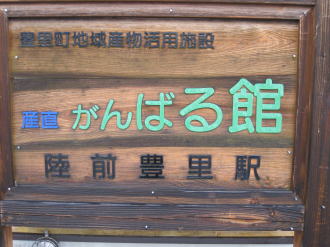 豊里町地域産物活用施設
産直 がんばる館
陸前豊里駅